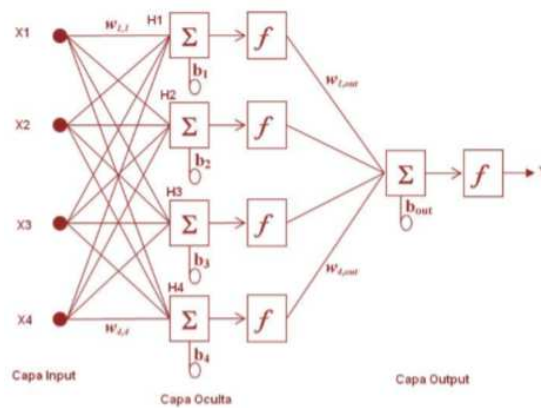 X1
w1,1
H1
Σ
f
b1
w1,out
X2
H2
Σ
f
b2
Σ
f
bout
X3
H3
Σ
f
b3
w4,out
X4
w4,4
H4
Σ
f
b4
Capa Input
Capa Oculta
Capa Output